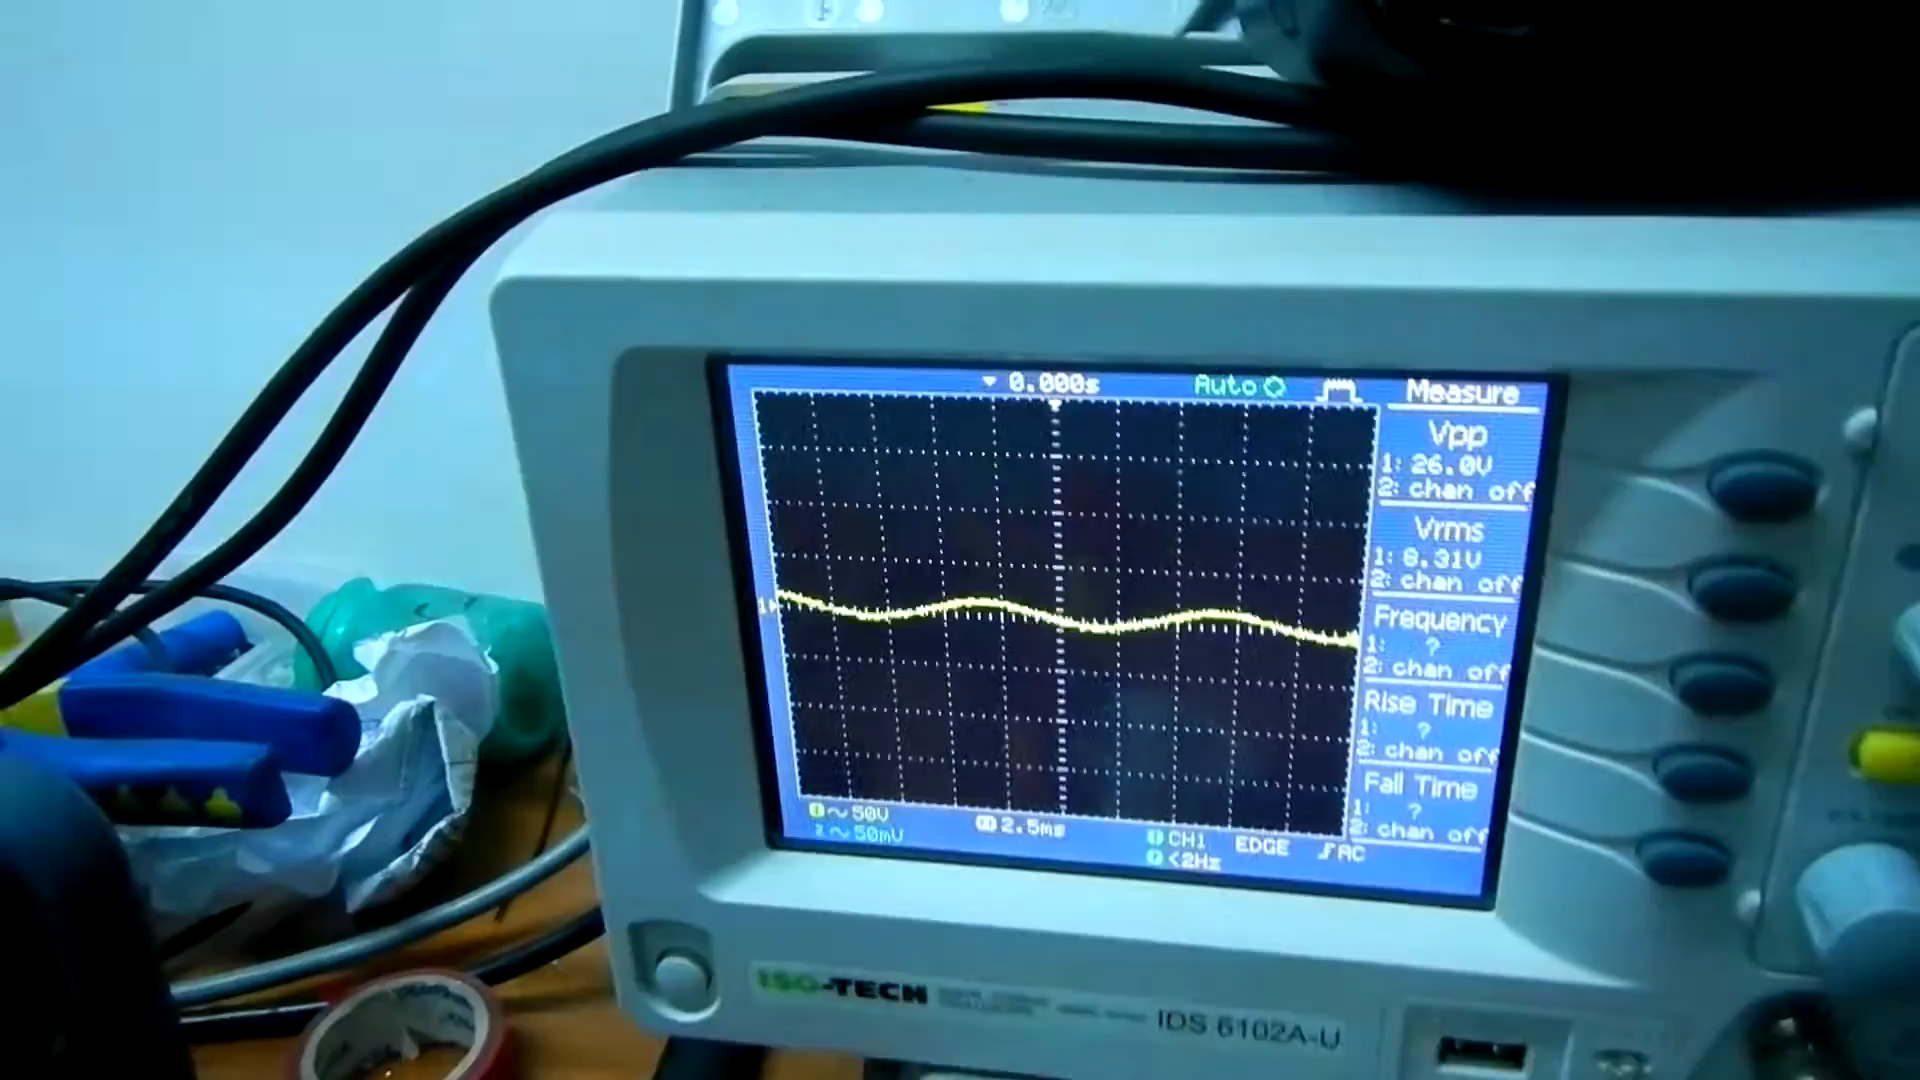 0.000s Auto
Measure
Vpp
1: 26.0V
2: chan off
Vrms
1: 8.31V
2: chan off
Frequency
1: ?
2: chan off
Rise Time
1: ?
2: chan off
Fall Time
1: ?
2: chan off
1
1 50V
2 50mV
2.5ms
CH1 EDGE AC
<2Hz
ISO-TECH
IDS 6102A-U